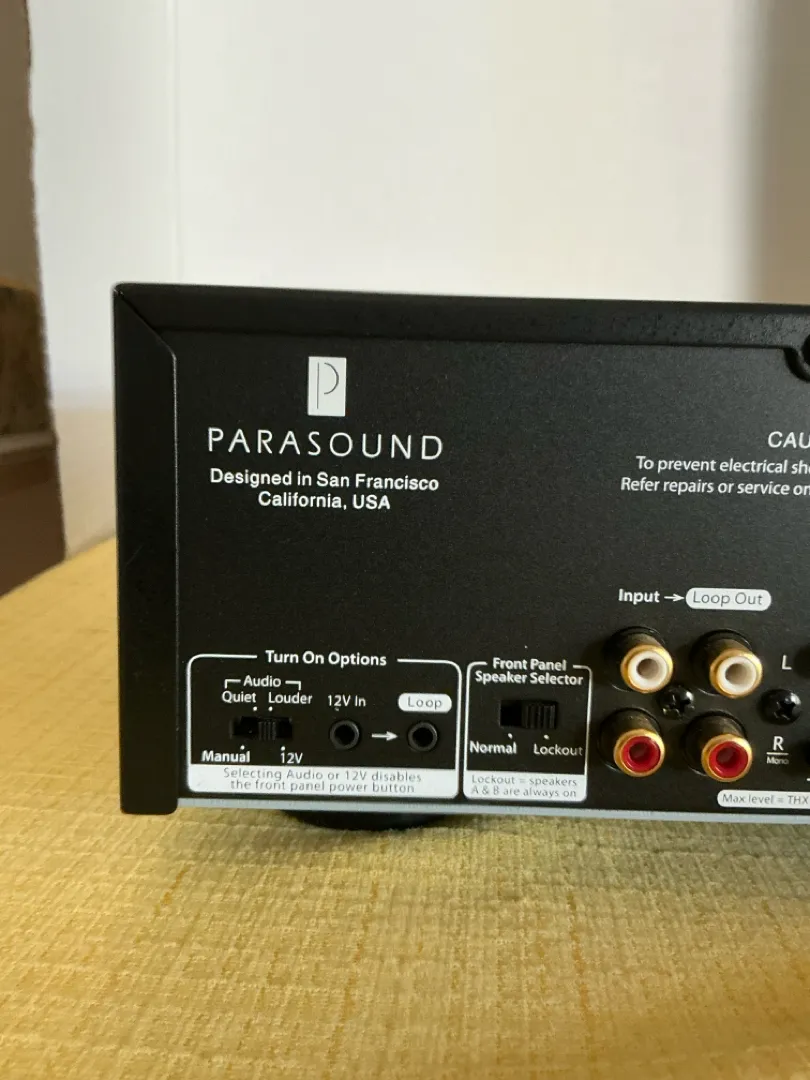 P
PARASOUND
Designed in San Francisco
California, USA
CAU
To prevent electrical sho
Refer repairs or service on
Input → Loop Out
L
R
Mono
Max level = THX
Turn On Options
Audio
Quiet Louder
12V In → Loop
Manual 12V
Selecting Audio or 12V disables
the front panel power button
Front Panel
Speaker Selector
Normal Lockout
Lockout = speakers
A & B are always on